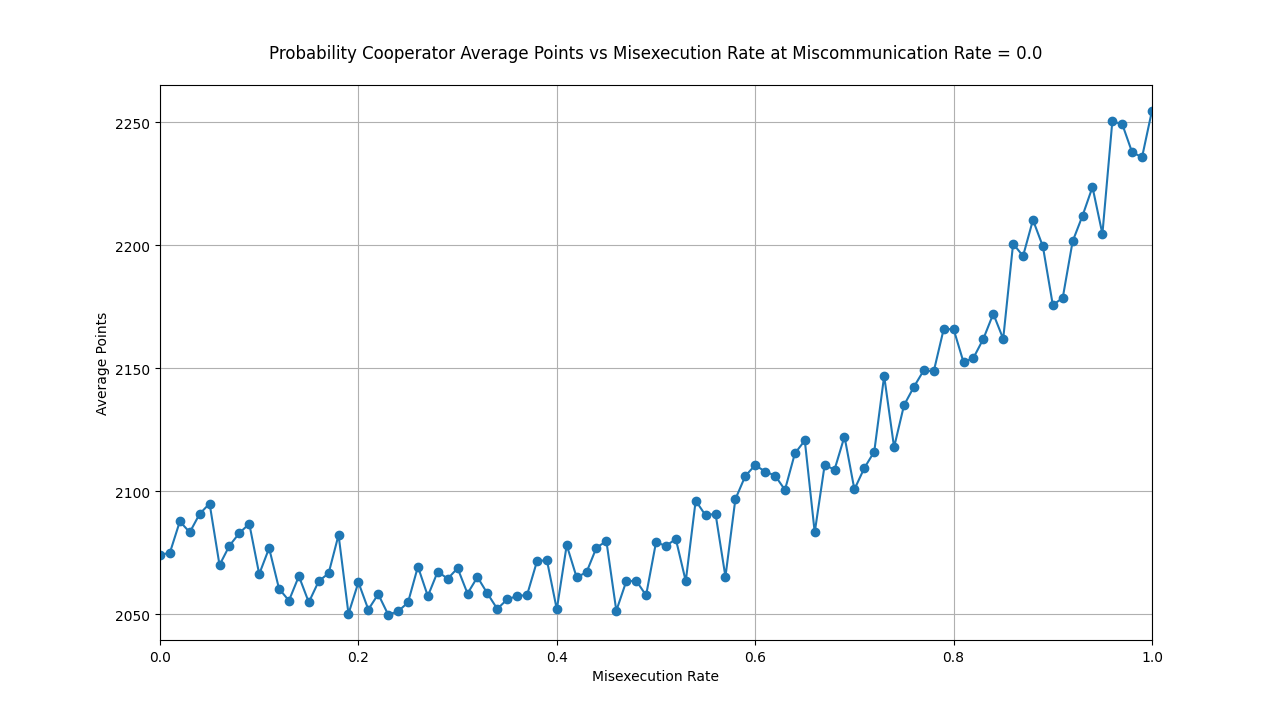 Probability Cooperator Average Points vs Misexecution Rate at Miscommunication Rate = 0.0
2250
2200
2150
2100
2050
Average Points
0.0 0.2 0.4 0.6 0.8 1.0
Misexecution Rate